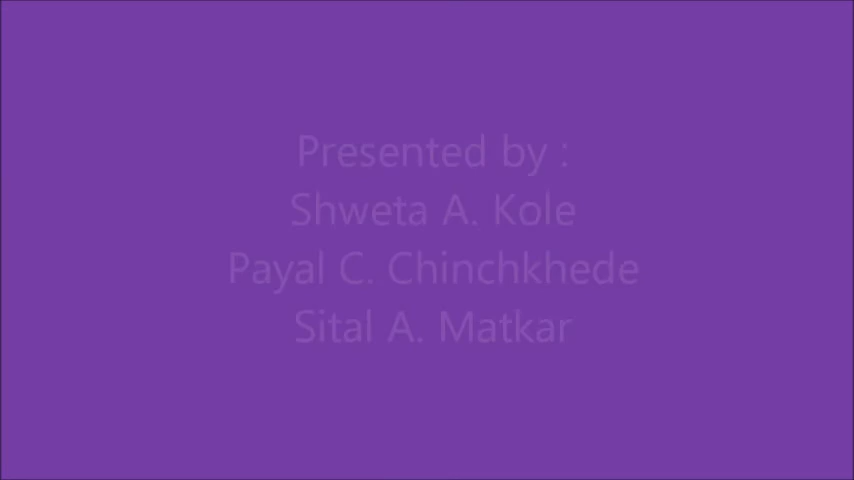 Presented by :
Shweta A. Kole
Payal C. Chinchkhede
Sital A. Matkar